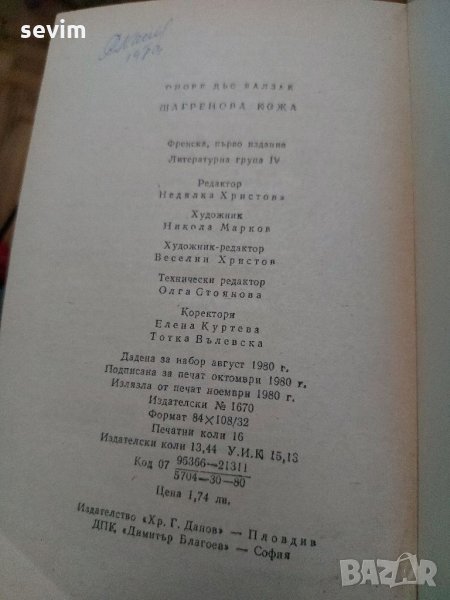 sevim
ОНОРЕ ДЬО БАЛЗАК
ШАГРЕНОВА КОЖА
Френска, първо издание
Литературна група IV
Редактор
Недялка Христова
Художник
Никола Марков
Художник-редактор
Веселин Христов
Технически редактор
Олга Стоянова
Коректори
Елена Куртева
Тотка Вълевска
Дадена за набор август 1980 г.
Подписана за печат октомври 1980 г.
Излязла от печат ноември 1980 г.
Издателски № 1670
Формат 84×108/32
Печатни коли 16
Издателски коли 13,44 У.И.К. 15,13
Код 07 95366—21311
5704—30—80
Цена 1,74 лв.
Издателство «Хр. Г. Данов» — Пловдив
ДПК «Димитър Благоев» — София
BAZAR